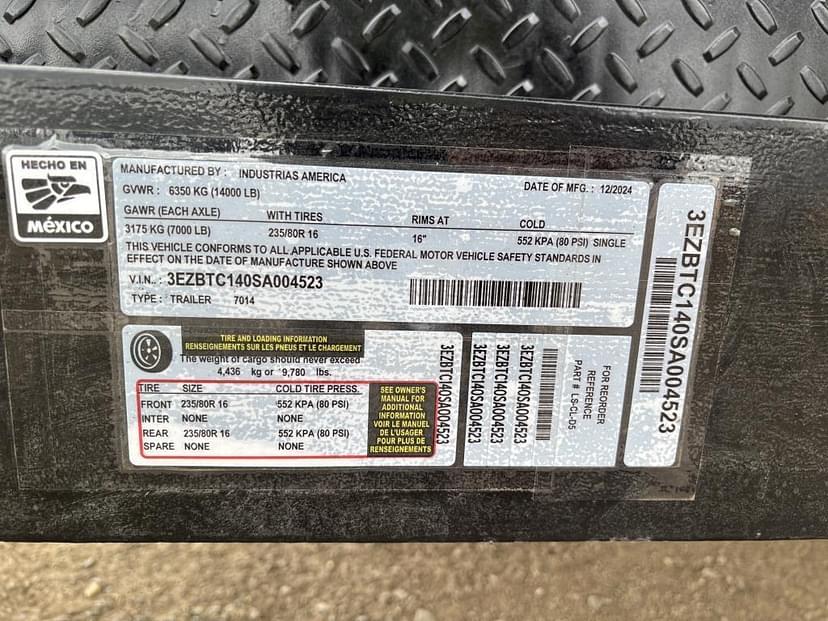 HECHO EN
MÉXICO
MANUFACTURED BY : INDUSTRIAS AMERICA
DATE OF MFG. : 12/2024
GVWR : 6350 KG (14000 LB)
GAWR (EACH AXLE) WITH TIRES RIMS AT COLD
3175 KG (7000 LB) 235/80R 16 16" 552 KPA (80 PSI) SINGLE
THIS VEHICLE CONFORMS TO ALL APPLICABLE U.S. FEDERAL MOTOR VEHICLE SAFETY STANDARDS IN
EFFECT ON THE DATE OF MANUFACTURE SHOWN ABOVE
V.I.N.. : 3EZBTC140SA004523
TYPE : TRAILER 7014
3EZBTC140SA004523
TIRE AND LOADING INFORMATION
RENSEIGNEMENTS SUR LES PNEUS ET LE CHARGEMENT
The weight of cargo should never exceed
4,436 kg or 9,780 lbs.
TIRE SIZE COLD TIRE PRESS.
FRONT 235/80R 16 552 KPA (80 PSI)
INTER NONE NONE
REAR 235/80R 16 552 KPA (80 PSI)
SPARE NONE NONE
SEE OWNER'S
MANUAL FOR
ADDITIONAL
INFORMATION
VOIR LE MANUEL
DE L'USAGER
POUR PLUS DE
RENSEIGNEMENTS
3EZBTC140SA004523
3EZBTC140SA004523
3EZBTC140SA004523
3EZBTC140SA004523
FOR REORDER
REFERENCE
PART # LS-CL-D5